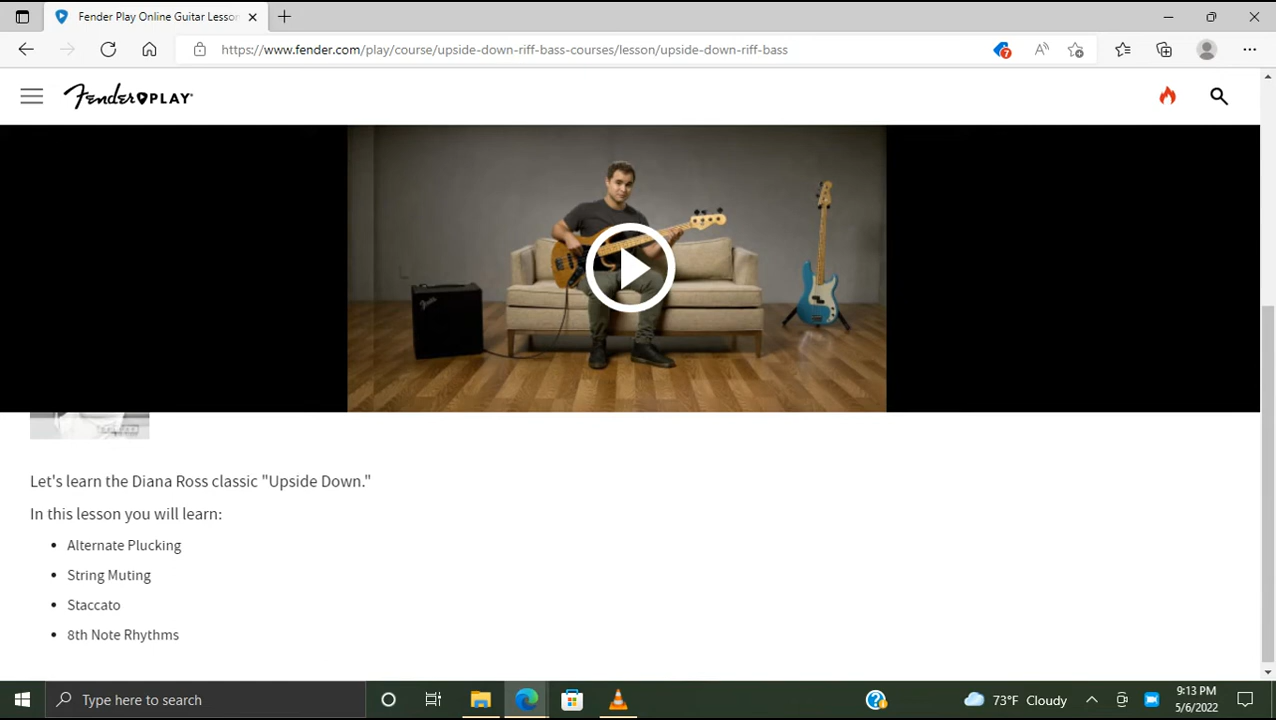 Fender Play Online Guitar Lesson
https://www.fender.com/play/course/upside-down-riff-bass-courses/lesson/upside-down-riff-bass
7
Fender PLAY
Let's learn the Diana Ross classic "Upside Down."
In this lesson you will learn:
Alternate Plucking
String Muting
Staccato
8th Note Rhythms
Type here to search
73°F Cloudy
9:13 PM
5/6/2022